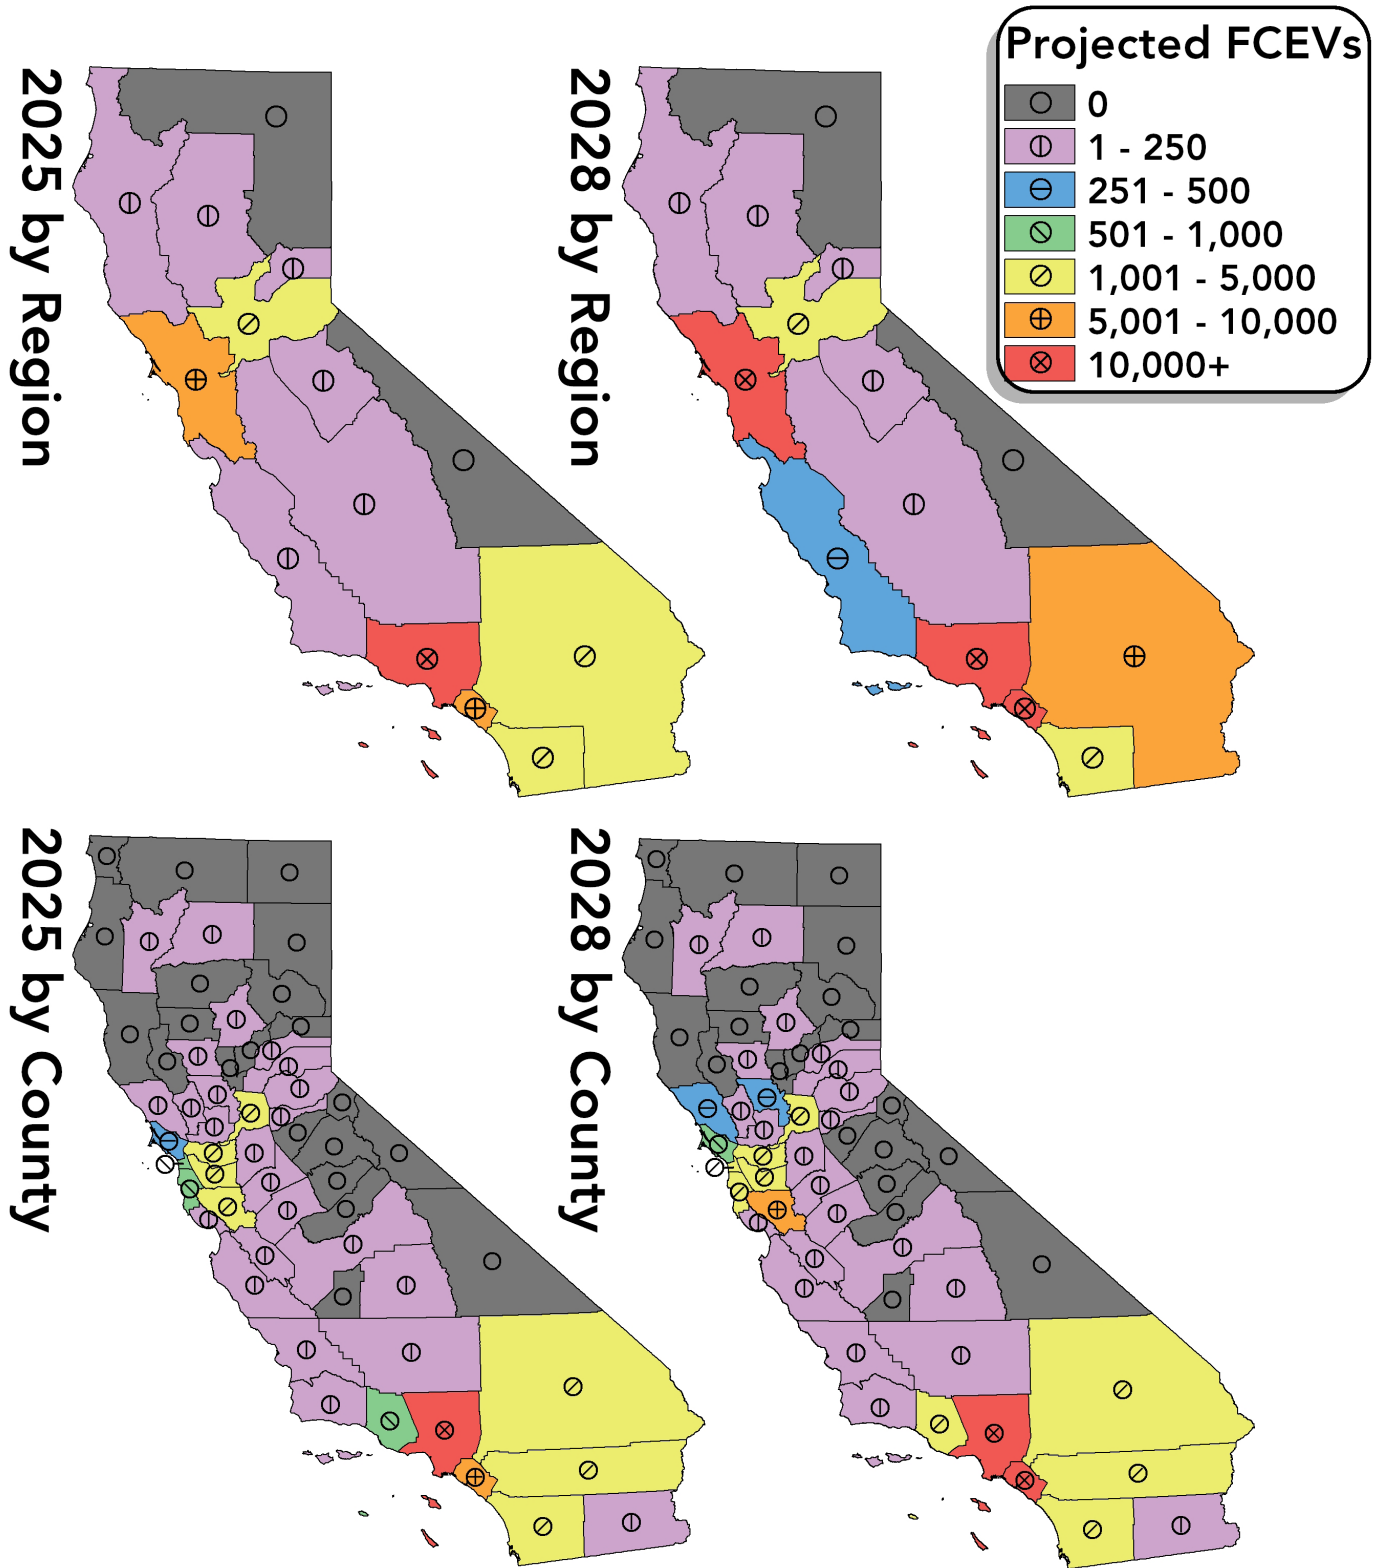 Projected FCEVs
0
1 - 250
251 - 500
501 - 1,000
1,001 - 5,000
5,001 - 10,000
10,000+
2025 by Region
2028 by Region
2025 by County
2028 by County